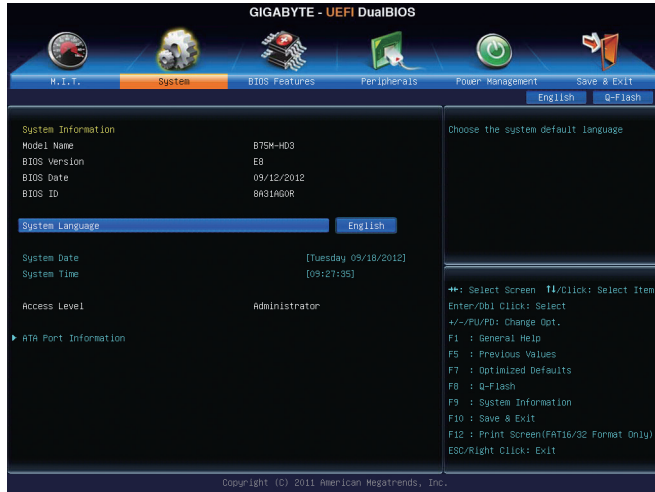 GIGABYTE - UEFI DualBIOS
M.I.T. System BIOS Features Peripherals Power Management Save & Exit
English Q-Flash
System Information
Model Name B75M-HD3
BIOS Version E8
BIOS Date 09/12/2012
BIOS ID 8A31AG0R
System Language English
System Date [Tuesday 09/18/2012]
System Time [09:27:35]
Access Level Administrator
ATA Port Information
Choose the system default language
↔: Select Screen ↑↓/Click: Select Item
Enter/Dbl Click: Select
+/-/PU/PD: Change Opt.
F1 : General Help
F5 : Previous Values
F7 : Optimized Defaults
F8 : Q-Flash
F9 : System Information
F10 : Save & Exit
F12 : Print Screen(FAT16/32 Format Only)
ESC/Right Click: Exit
Copyright (C) 2011 American Megatrends, Inc.